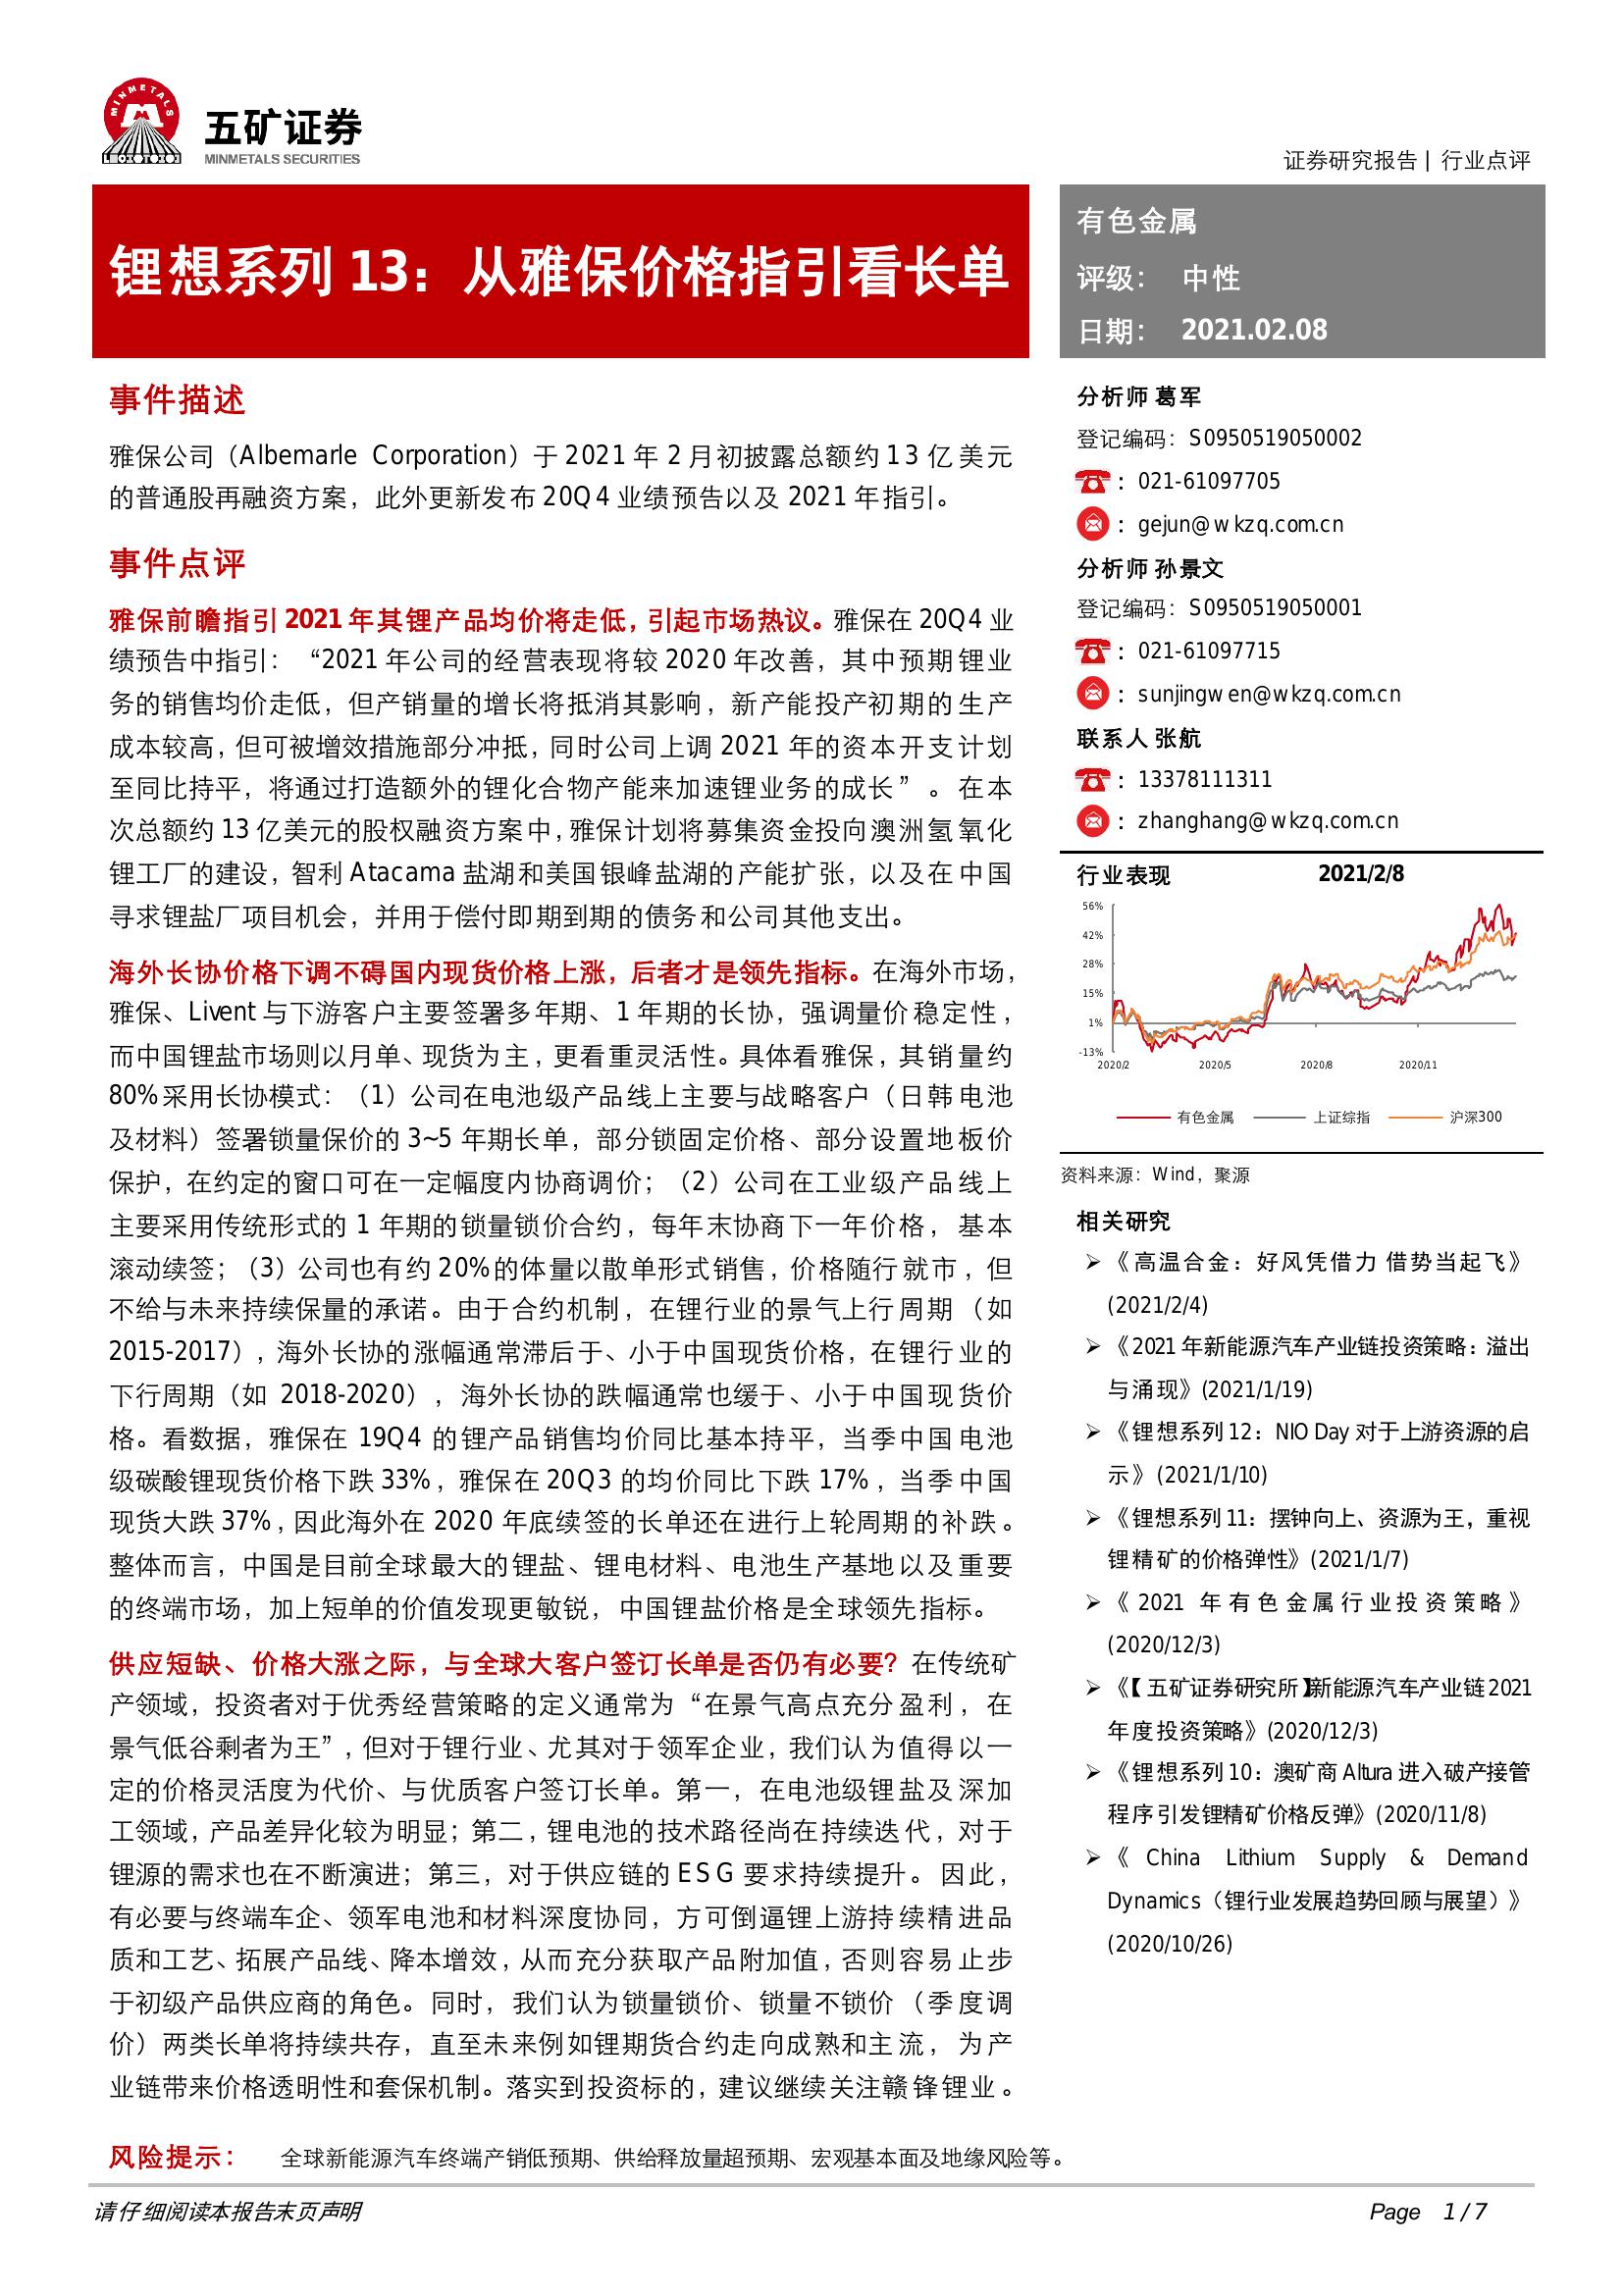 MINMETALS
五矿证券
MINMETALS SECURITIES
证券研究报告 | 行业点评
锂想系列 13：从雅保价格指引看长单
有色金属
评级： 中性
日期： 2021.02.08
事件描述
雅保公司（Albemarle Corporation）于 2021 年 2 月初披露总额约 13 亿美元
的普通股再融资方案，此外更新发布 20Q4 业绩预告以及 2021 年指引。
事件点评
雅保前瞻指引 2021 年其锂产品均价将走低，引起市场热议。雅保在 20Q4 业
绩预告中指引：“2021 年公司的经营表现将较 2020 年改善，其中预期锂业
务的销售均价走低，但产销量的增长将抵消其影响，新产能投产初期的生产
成本较高，但可被增效措施部分冲抵，同时公司上调 2021 年的资本开支计划
至同比持平，将通过打造额外的锂化合物产能来加速锂业务的成长”。在本
次总额约 13 亿美元的股权融资方案中，雅保计划将募集资金投向澳洲氢氧化
锂工厂的建设，智利 Atacama 盐湖和美国银峰盐湖的产能扩张，以及在中国
寻求锂盐厂项目机会，并用于偿付即期到期的债务和公司其他支出。
海外长协价格下调不碍国内现货价格上涨，后者才是领先指标。在海外市场，
雅保、Livent 与下游客户主要签署多年期、1 年期的长协，强调量价稳定性，
而中国锂盐市场则以月单、现货为主，更看重灵活性。具体看雅保，其销量约
80%采用长协模式：（1）公司在电池级产品线上主要与战略客户（日韩电池
及材料）签署锁量保价的 3~5 年期长单，部分锁固定价格、部分设置地板价
保护，在约定的窗口可在一定幅度内协商调价；（2）公司在工业级产品线上
主要采用传统形式的 1 年期的锁量锁价合约，每年末协商下一年价格，基本
滚动续签；（3）公司也有约 20%的体量以散单形式销售，价格随行就市，但
不给与未来持续保量的承诺。由于合约机制，在锂行业的景气上行周期（如
2015-2017），海外长协的涨幅通常滞后于、小于中国现货价格，在锂行业的
下行周期（如 2018-2020），海外长协的跌幅通常也缓于、小于中国现货价
格。看数据，雅保在 19Q4 的锂产品销售均价同比基本持平，当季中国电池
级碳酸锂现货价格下跌 33%，雅保在 20Q3 的均价同比下跌 17%，当季中国
现货大跌 37%，因此海外在 2020 年底续签的长单还在进行上轮周期的补跌。
整体而言，中国是目前全球最大的锂盐、锂电材料、电池生产基地以及重要
的终端市场，加上短单的价值发现更敏锐，中国锂盐价格是全球领先指标。
供应短缺、价格大涨之际，与全球大客户签订长单是否仍有必要？在传统矿
产领域，投资者对于优秀经营策略的定义通常为“在景气高点充分盈利，在
景气低谷剩者为王”，但对于锂行业、尤其对于领军企业，我们认为值得以一
定的价格灵活度为代价、与优质客户签订长单。第一，在电池级锂盐及深加
工领域，产品差异化较为明显；第二，锂电池的技术路径尚在持续迭代，对于
锂源的需求也在不断演进；第三，对于供应链的 ESG 要求持续提升。因此，
有必要与终端车企、领军电池和材料深度协同，方可倒逼锂上游持续精进品
质和工艺、拓展产品线、降本增效，从而充分获取产品附加值，否则容易止步
于初级产品供应商的角色。同时，我们认为锁量锁价、锁量不锁价（季度调
价）两类长单将持续共存，直至未来例如锂期货合约走向成熟和主流，为产
业链带来价格透明性和套保机制。落实到投资标的，建议继续关注赣锋锂业。
风险提示： 全球新能源汽车终端产销低预期、供给释放量超预期、宏观基本面及地缘风险等。
分析师 葛军
登记编码：S0950519050002
：021-61097705
：gejun@wkzq.com.cn
分析师 孙景文
登记编码：S0950519050001
：021-61097715
：sunjingwen@wkzq.com.cn
联系人 张航
：13378111311
：zhanghang@wkzq.com.cn
行业表现 2021/2/8
56%
42%
28%
15%
1%
-13%
2020/2 2020/5 2020/8 2020/11
有色金属 上证综指 沪深300
资料来源：Wind，聚源
相关研究
➢《高温合金：好风凭借力 借势当起飞》
(2021/2/4)
➢《2021 年新能源汽车产业链投资策略：溢出
与涌现》(2021/1/19)
➢《锂想系列 12：NIO Day 对于上游资源的启
示》(2021/1/10)
➢《锂想系列 11：摆钟向上、资源为王，重视
锂精矿的价格弹性》(2021/1/7)
➢《2021 年有色金属行业投资策略》
(2020/12/3)
➢《【五矿证券研究所】新能源汽车产业链 2021
年度投资策略》(2020/12/3)
➢《锂想系列 10：澳矿商 Altura 进入破产接管
程序引发锂精矿价格反弹》(2020/11/8)
➢《China Lithium Supply & Demand
Dynamics（锂行业发展趋势回顾与展望）》
(2020/10/26)
请仔细阅读本报告末页声明
Page 1 / 7